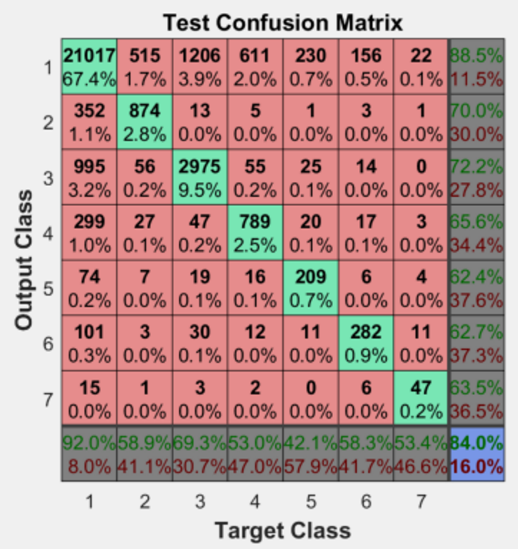 Test Confusion Matrix
1 21017 515 1206 611 230 156 22 88.5%
67.4% 1.7% 3.9% 2.0% 0.7% 0.5% 0.1% 11.5%
2 352 874 13 5 1 3 1 70.0%
1.1% 2.8% 0.0% 0.0% 0.0% 0.0% 0.0% 30.0%
3 995 56 2975 55 25 14 0 72.2%
3.2% 0.2% 9.5% 0.2% 0.1% 0.0% 0.0% 27.8%
4 299 27 47 789 20 17 3 65.6%
1.0% 0.1% 0.2% 2.5% 0.1% 0.1% 0.0% 34.4%
5 74 7 19 16 209 6 4 62.4%
0.2% 0.0% 0.1% 0.1% 0.7% 0.0% 0.0% 37.6%
6 101 3 30 12 11 282 11 62.7%
0.3% 0.0% 0.1% 0.0% 0.0% 0.9% 0.0% 37.3%
7 15 1 3 2 0 6 47 63.5%
0.0% 0.0% 0.0% 0.0% 0.0% 0.0% 0.2% 36.5%
92.0% 58.9% 69.3% 53.0% 42.1% 58.3% 53.4% 84.0%
8.0% 41.1% 30.7% 47.0% 57.9% 41.7% 46.6% 16.0%
1 2 3 4 5 6 7
Target Class
Output Class